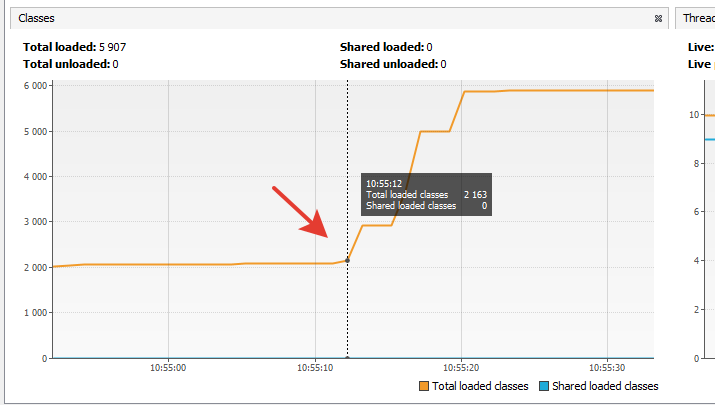 Classes
Threads
Total loaded: 5 907
Shared loaded: 0
Live:
Total unloaded: 0
Shared unloaded: 0
Live
6 000
5 000
4 000
3 000
2 000
1 000
0
10:55:12
Total loaded classes 2 163
Shared loaded classes 0
10
8
6
4
2
0
10:55:00
10:55:10
10:55:20
10:55:30
Total loaded classes
Shared loaded classes